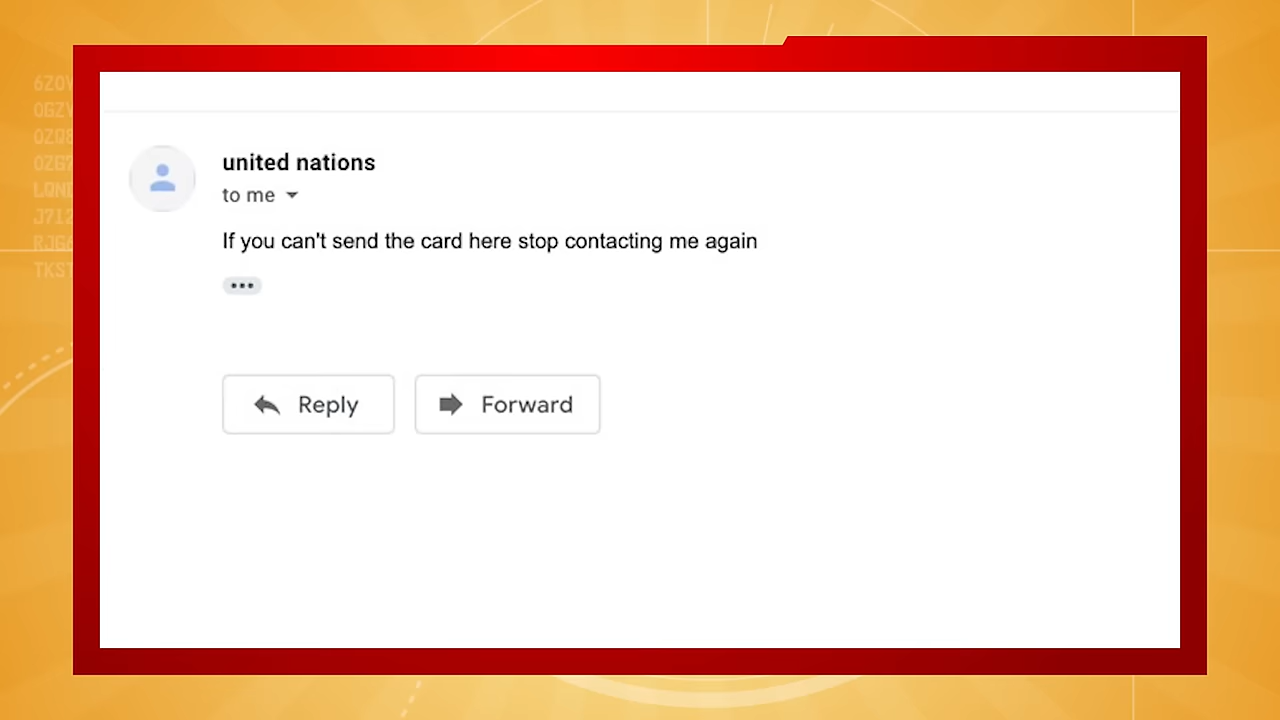 united nations
to me
If you can't send the card here stop contacting me again
Reply
Forward